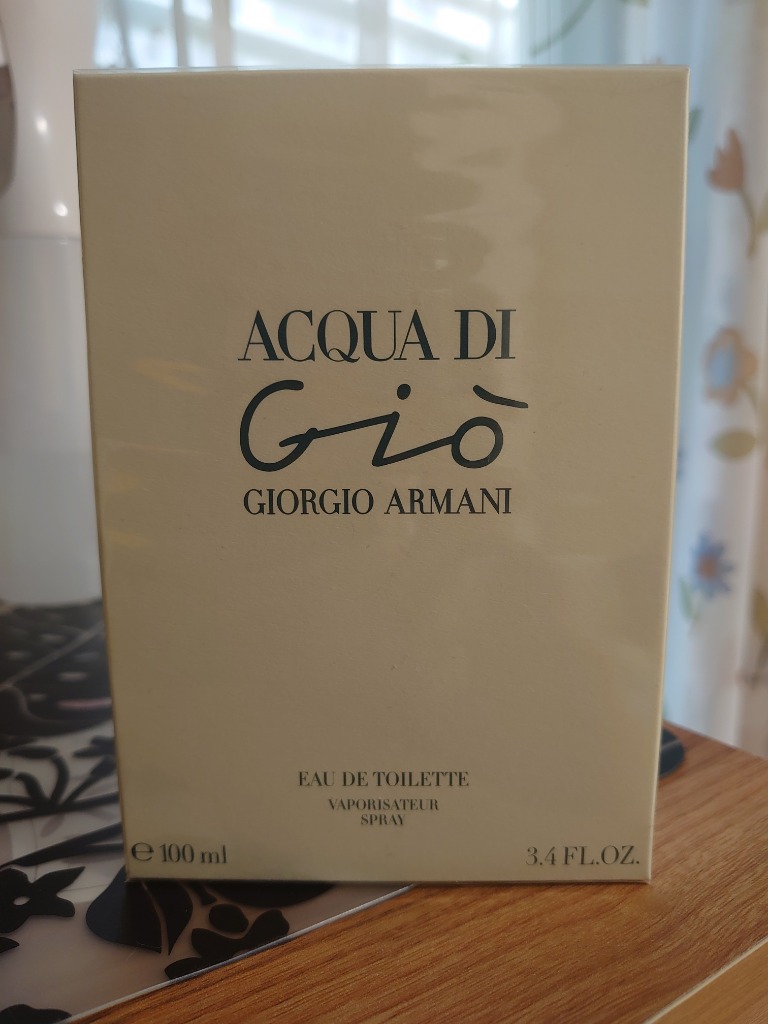 ACQUA DI
Giò
GIORGIO ARMANI
EAU DE TOILETTE
VAPORISATEUR
SPRAY
℮ 100 ml 3.4 FL.OZ.